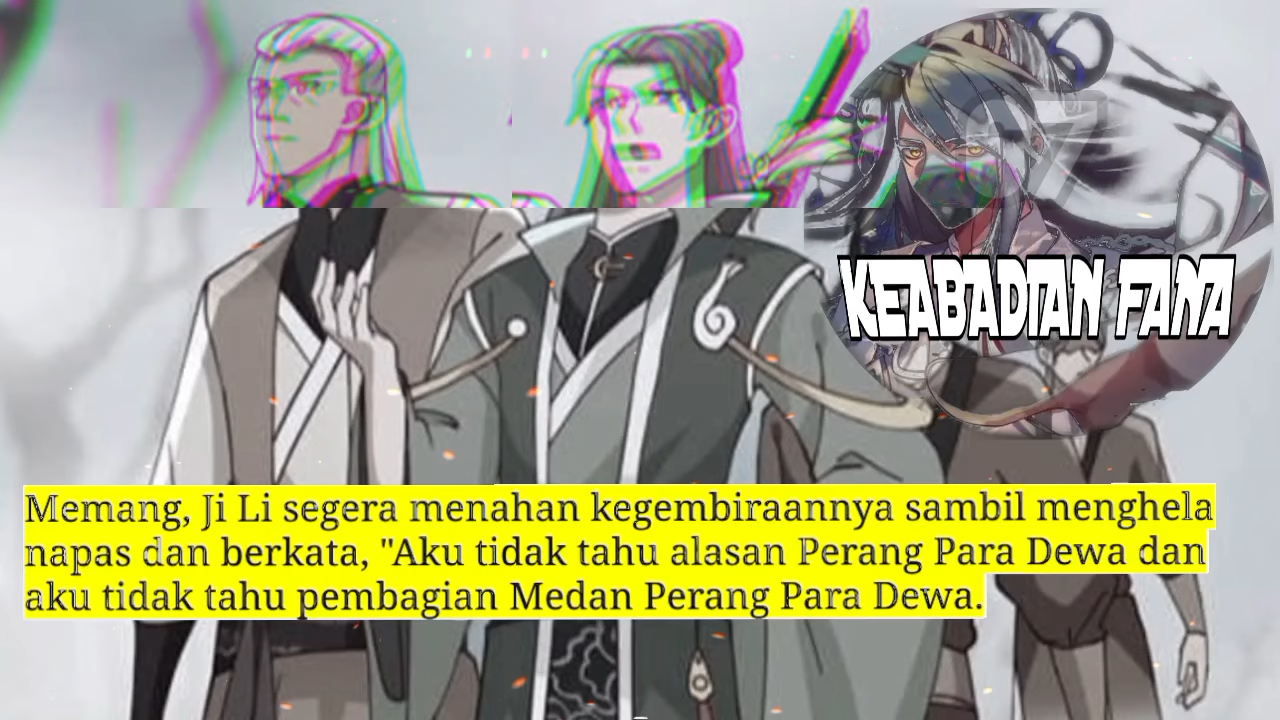 KEABADIAN FANA
Memang, Ji Li segera menahan kegembiraannya sambil menghela
napas dan berkata, "Aku tidak tahu alasan Perang Para Dewa dan
aku tidak tahu pembagian Medan Perang Para Dewa.